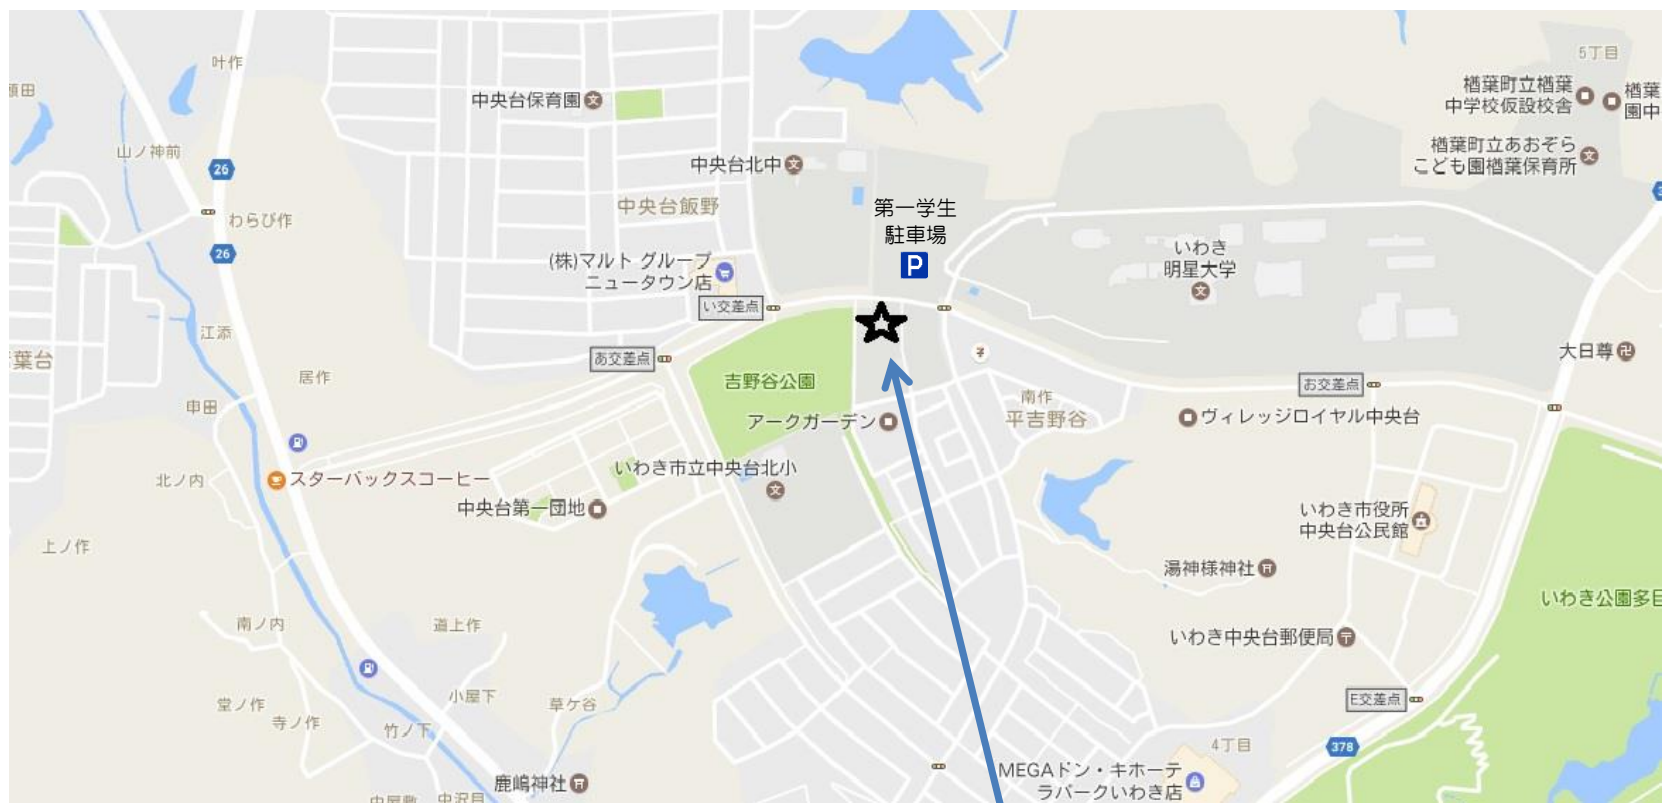 5丁目
叶作
楢葉町立楢葉
中学校仮設校舎
楢葉
園中
中央台保育園
山ノ神前
26
中央台北中
楢葉町立あおぞら
こども園楢葉保育所
中央台飯野
第一学生
駐車場
P
わらび作
26
(株)マルト グループ
ニュータウン店
いわき
明星大学
い交差点
江添
葉台
あ交差点
大日尊
居作
吉野谷公園
お交差点
申田
アークガーデン
南作
平吉野谷
ヴィレッジロイヤル中央台
北ノ内
スターバックスコーヒー
いわき市立中央台北小
中央台第一団地
いわき市役所
中央台公民館
上ノ作
湯神様神社
いわき公園多目
南ノ内
道上作
いわき中央台郵便局
堂ノ作
小屋下
草ケ谷
E交差点
寺ノ作
竹ノ下
4丁目
378
鹿嶋神社
MEGAドン・キホーテ
ラパークいわき店
中沢目